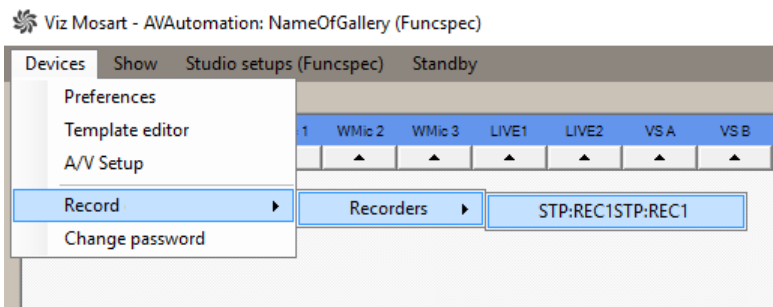 Viz Mosart - AVAutomation: NameOfGallery (Funcspec)
Devices Show Studio setups (Funcspec) Standby
Preferences
Template editor
1 WMic 2 WMic 3 LIVE1 LIVE2 VS A VS B
A/V Setup
Record Recorders STP:REC1STP:REC1
Change password